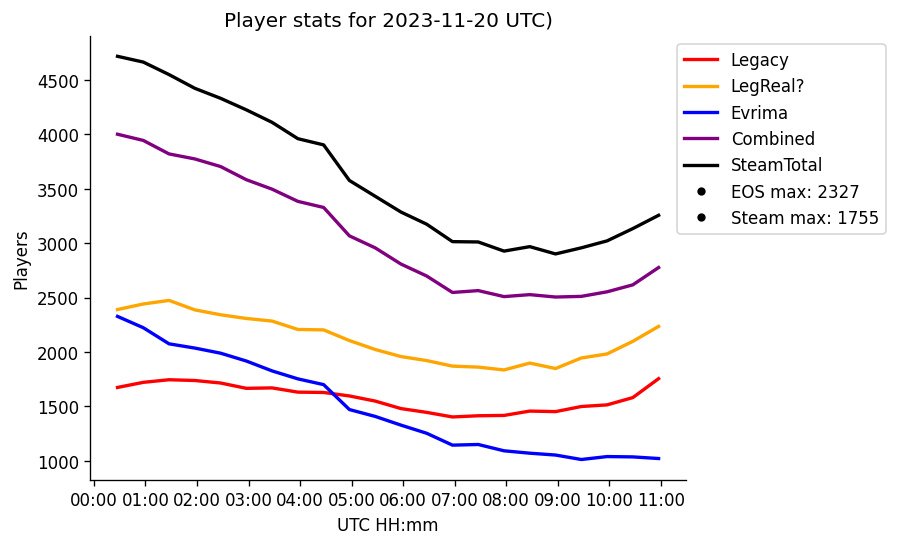 Player stats for 2023-11-20 UTC)
Players
4500
4000
3500
3000
2500
2000
1500
1000
00:00 01:00 02:00 03:00 04:00 05:00 06:00 07:00 08:00 09:00 10:00 11:00
UTC HH:mm
Legacy
LegReal?
Evrima
Combined
SteamTotal
EOS max: 2327
Steam max: 1755